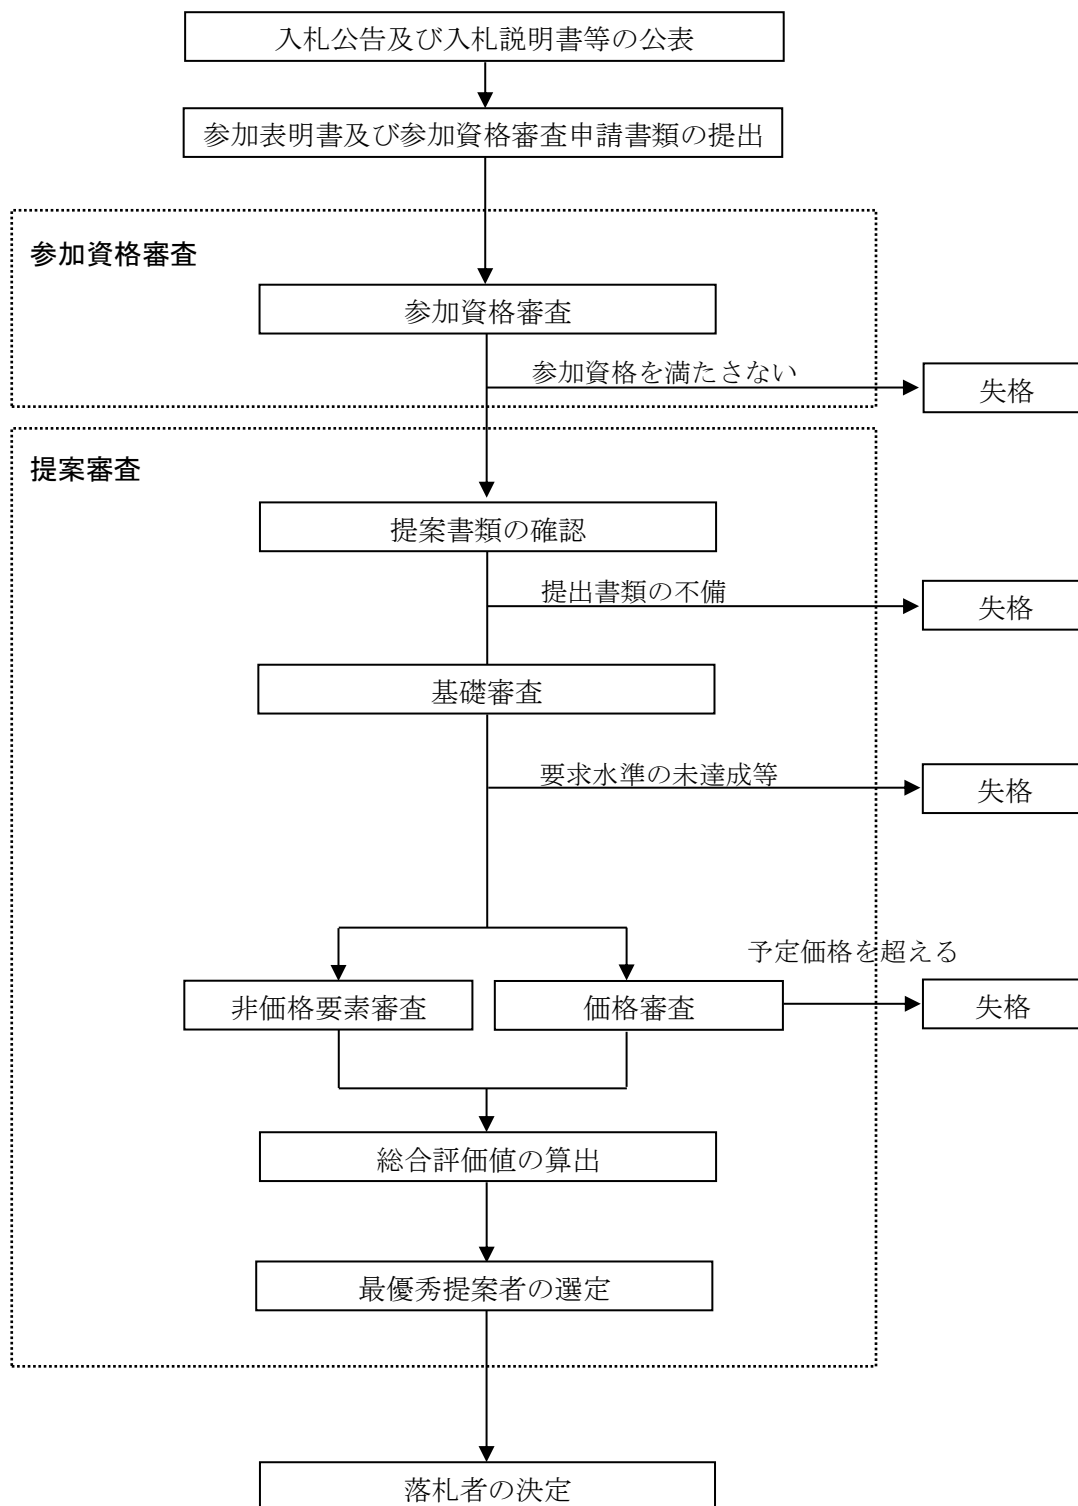 入札公告及び入札説明書等の公表
参加表明書及び参加資格審査申請書類の提出
参加資格審査
参加資格審査
参加資格を満たさない
失格
提案審査
提案書類の確認
提出書類の不備
失格
基礎審査
要求水準の未達成等
失格
予定価格を超える
非価格要素審査
価格審査
失格
総合評価値の算出
最優秀提案者の選定
落札者の決定